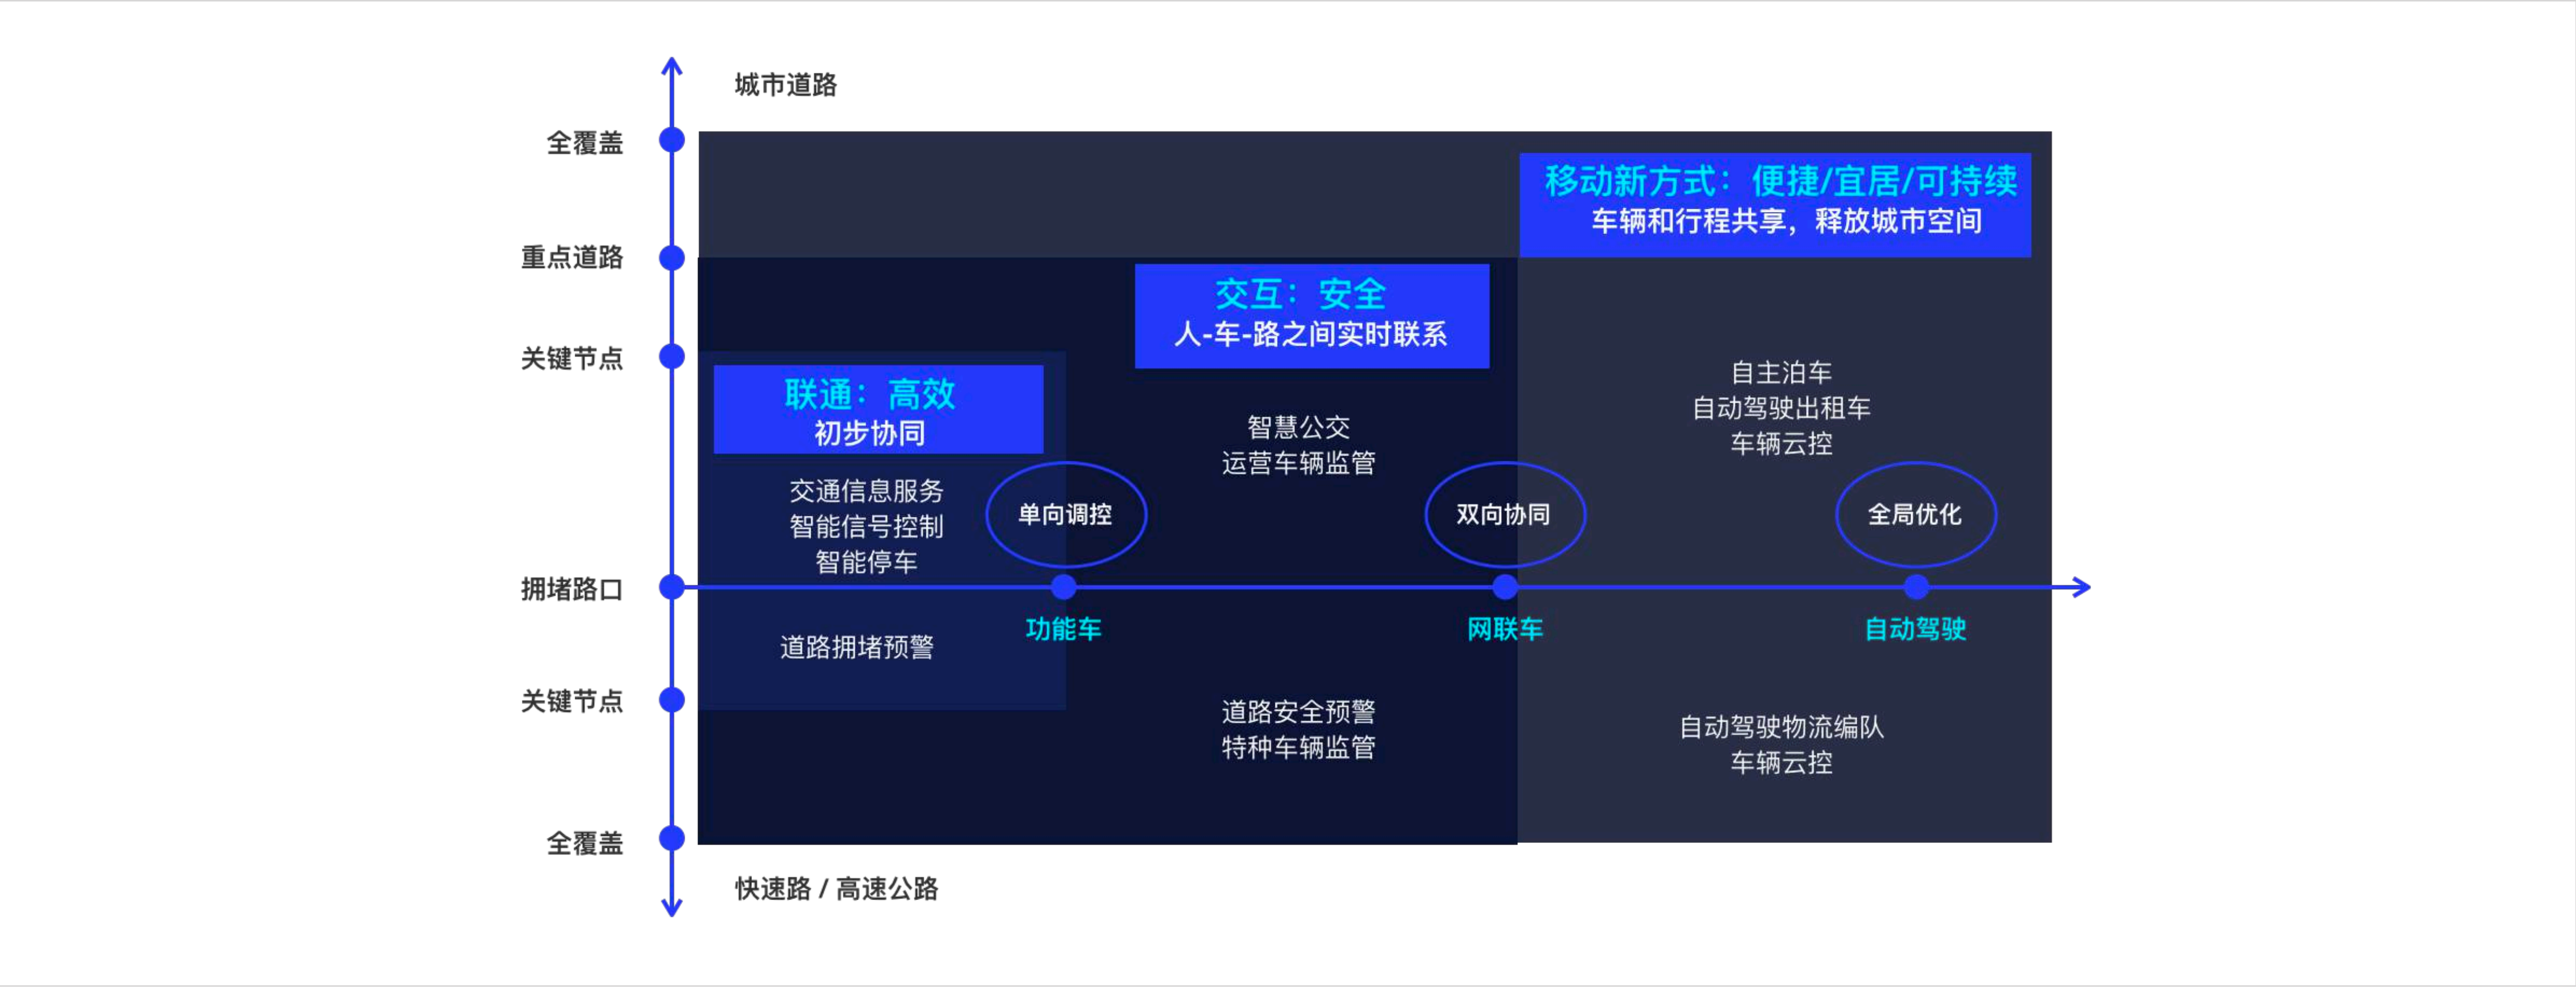 城市道路
全覆盖
重点道路
关键节点
拥堵路口
关键节点
全覆盖
快速路 / 高速公路
移动新方式：便捷/宜居/可持续
车辆和行程共享，释放城市空间
交互：安全
人-车-路之间实时联系
联通：高效
初步协同
交通信息服务
智能信号控制
智能停车
智慧公交
运营车辆监管
自主泊车
自动驾驶出租车
车辆云控
单向调控
双向协同
全局优化
功能车
网联车
自动驾驶
道路拥堵预警
道路安全预警
特种车辆监管
自动驾驶物流编队
车辆云控